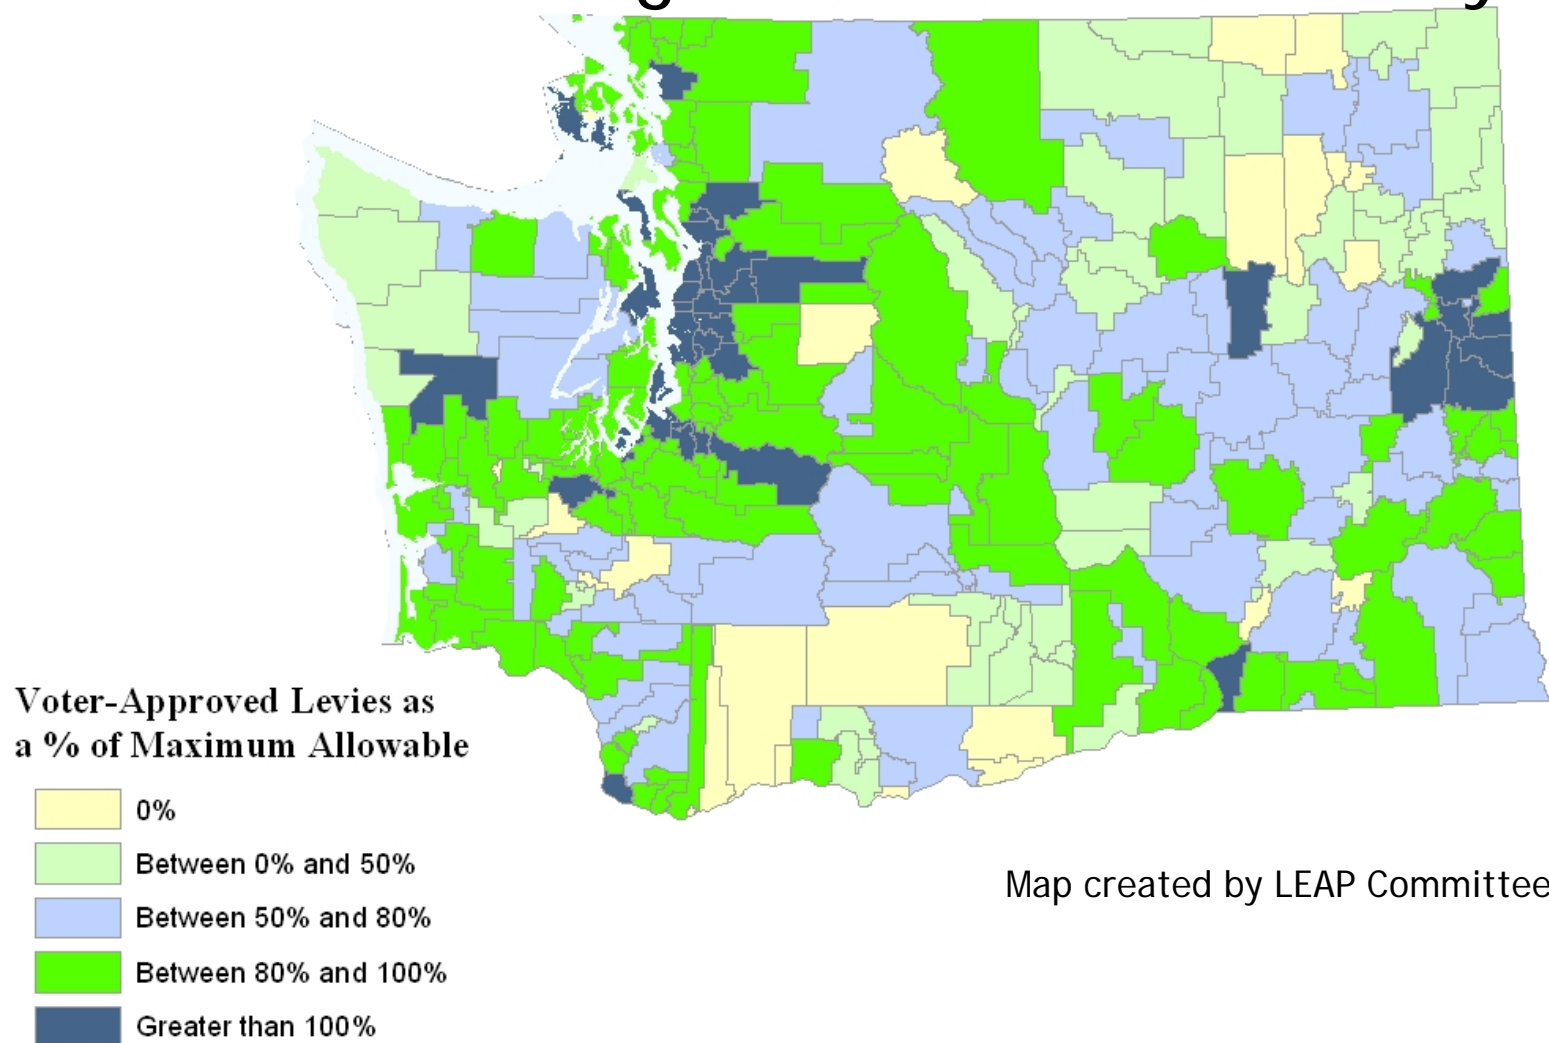 Voter-Approved Levies as
a % of Maximum Allowable
0%
Between 0% and 50%
Between 50% and 80%
Between 80% and 100%
Greater than 100%
Map created by LEAP Committee